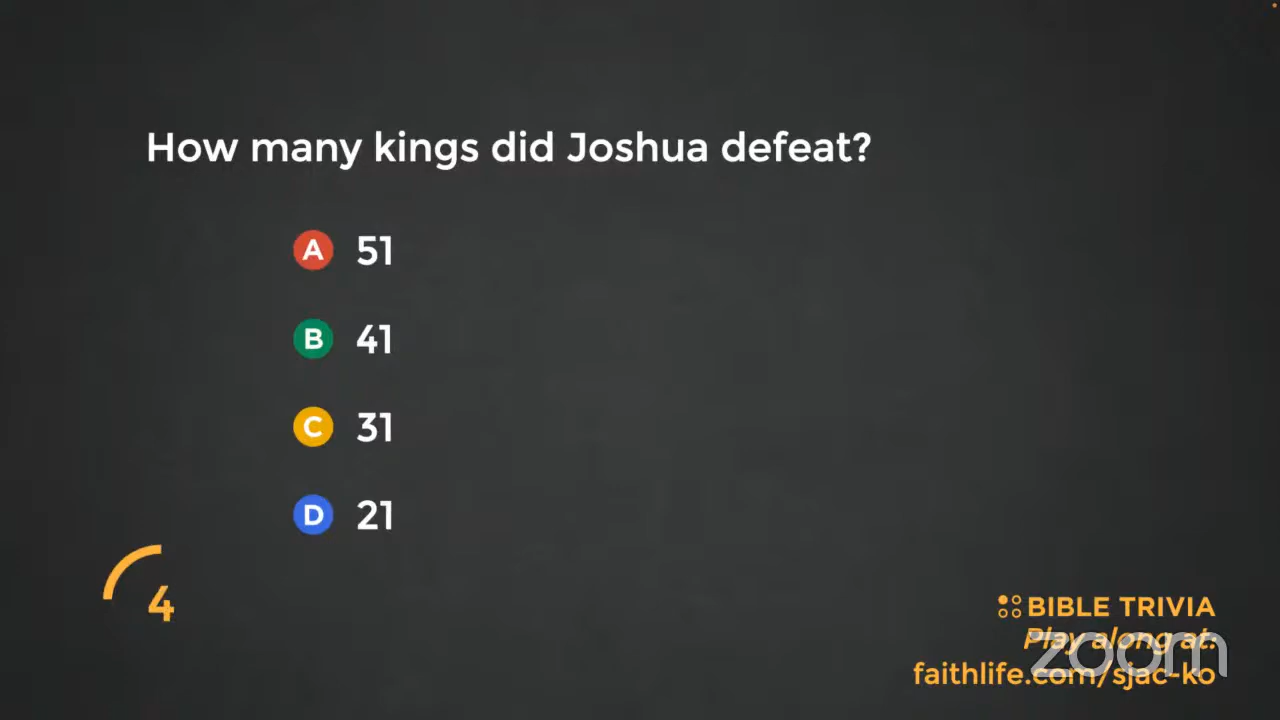 How many kings did Joshua defeat?
A 51
B 41
C 31
D 21
4
BIBLE TRIVIA
Play along at:
zoom
faithlife.com/sjac-ko